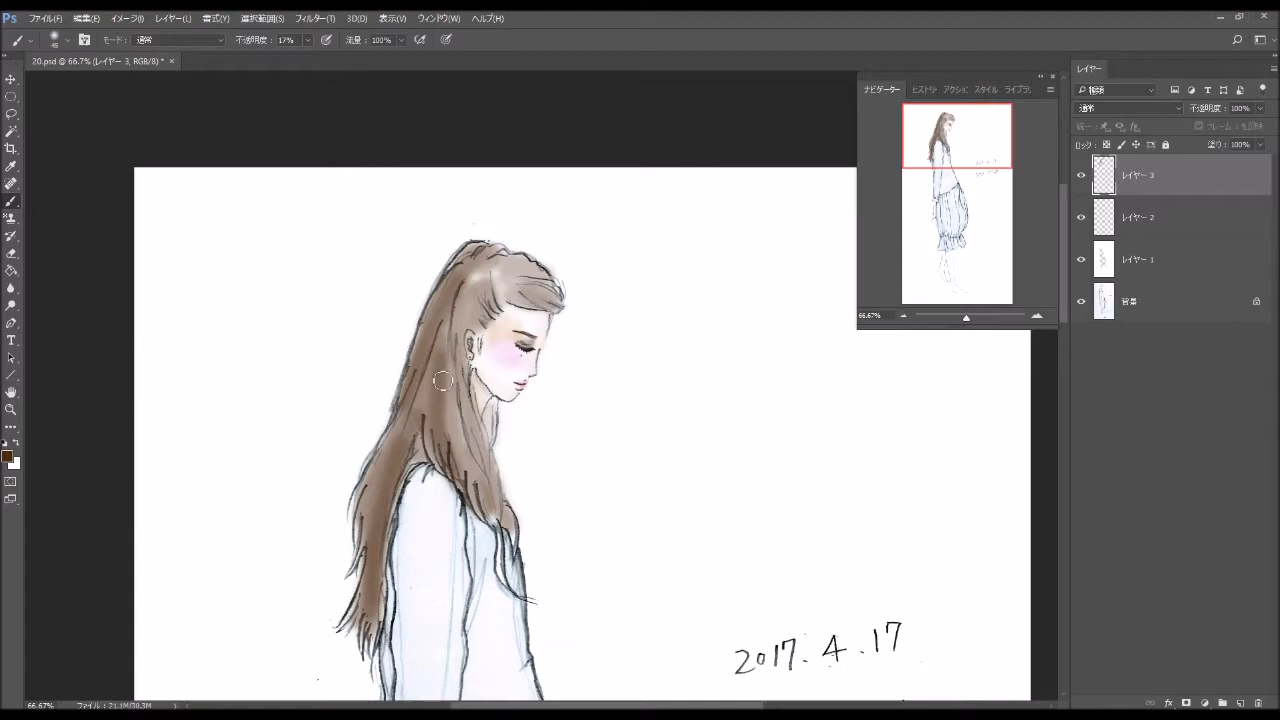 Ps ファイル(F) 編集(E) イメージ(I) レイヤー(L) 書式(Y) 選択範囲(S) フィルター(T) 3D(D) 表示(V) ウィンドウ(W) ヘルプ(H)
45 モード: 通常 不透明度: 17% 流量: 100%
20.psd @ 66.7% (レイヤー 3, RGB/8) *
レイヤー
ナビゲーター ヒストリ アクショ スタイル ライブラ
種類
通常 不透明度: 100%
統一:
ロック: 塗り: 100%
レイヤー 3
レイヤー 2
レイヤー 1
背景
66.67%
2017.4.17
66.67% ファイル : 21.1M/30.3M